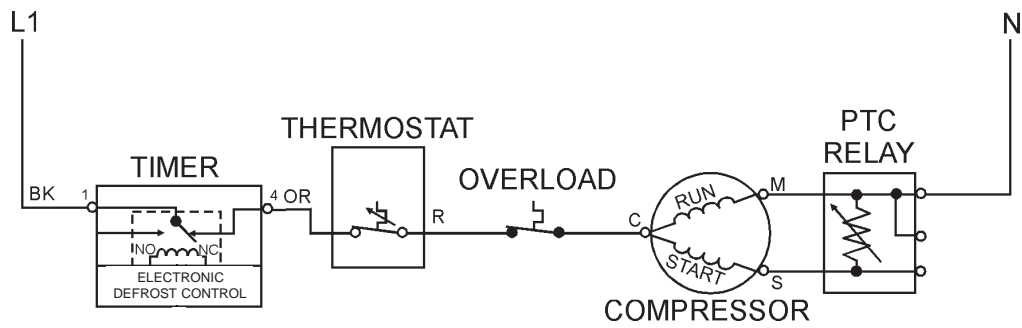 L1
N
THERMOSTAT
PTC
RELAY
TIMER
OVERLOAD
BK
1
4 OR
R
C
RUN
M
START
S
NO
NC
ELECTRONIC
DEFROST CONTROL
COMPRESSOR